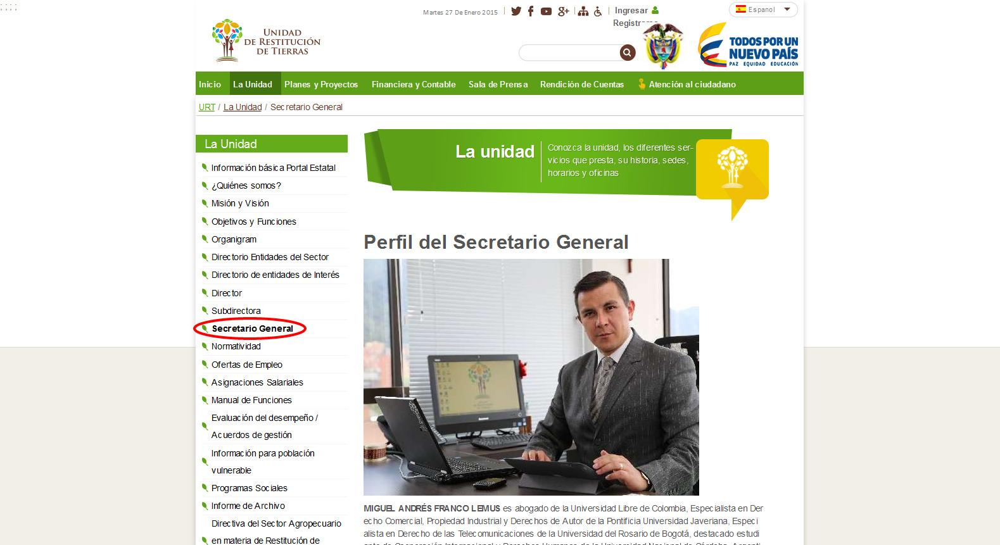 ; ; ; ;
Martes 27 De Enero 2015
Ingresar
Español
UNIDAD
DE RESTITUCIÓN
DE TIERRAS
TODOS POR UN
NUEVO PAÍS
PAZ EQUIDAD EDUCACIÓN
Inicio La Unidad Planes y Proyectos Financiera y Contable Sala de Prensa Rendición de Cuentas Atención al ciudadano
URT / La Unidad / Secretario General
La Unidad
Información básica Portal Estatal
¿Quiénes somos?
Misión y Visión
Objetivos y Funciones
Organigram
Directorio Entidades del Sector
Directorio de entidades de Interés
Director
Subdirectora
Secretario General
Normatividad
Ofertas de Empleo
Asignaciones Salariales
Manual de Funciones
Evaluación del desempeño /
Acuerdos de gestión
Información para población
vulnerable
Programas Sociales
Informe de Archivo
Directiva del Sector Agropecuario
en materia de Restitución de
La unidad
Conozca la unidad, los diferentes ser-
vicios que presta, su historia, sedes,
horarios y oficinas
Perfil del Secretario General
MIGUEL ANDRÉS FRANCO LEMUS es abogado de la Universidad Libre de Colombia, Especialista en Der
echo Comercial, Propiedad Industrial y Derechos de Autor de la Pontificia Universidad Javeriana, Especi
alista en Derecho de las Telecomunicaciones de la Universidad del Rosario de Bogotá, destacado estudi